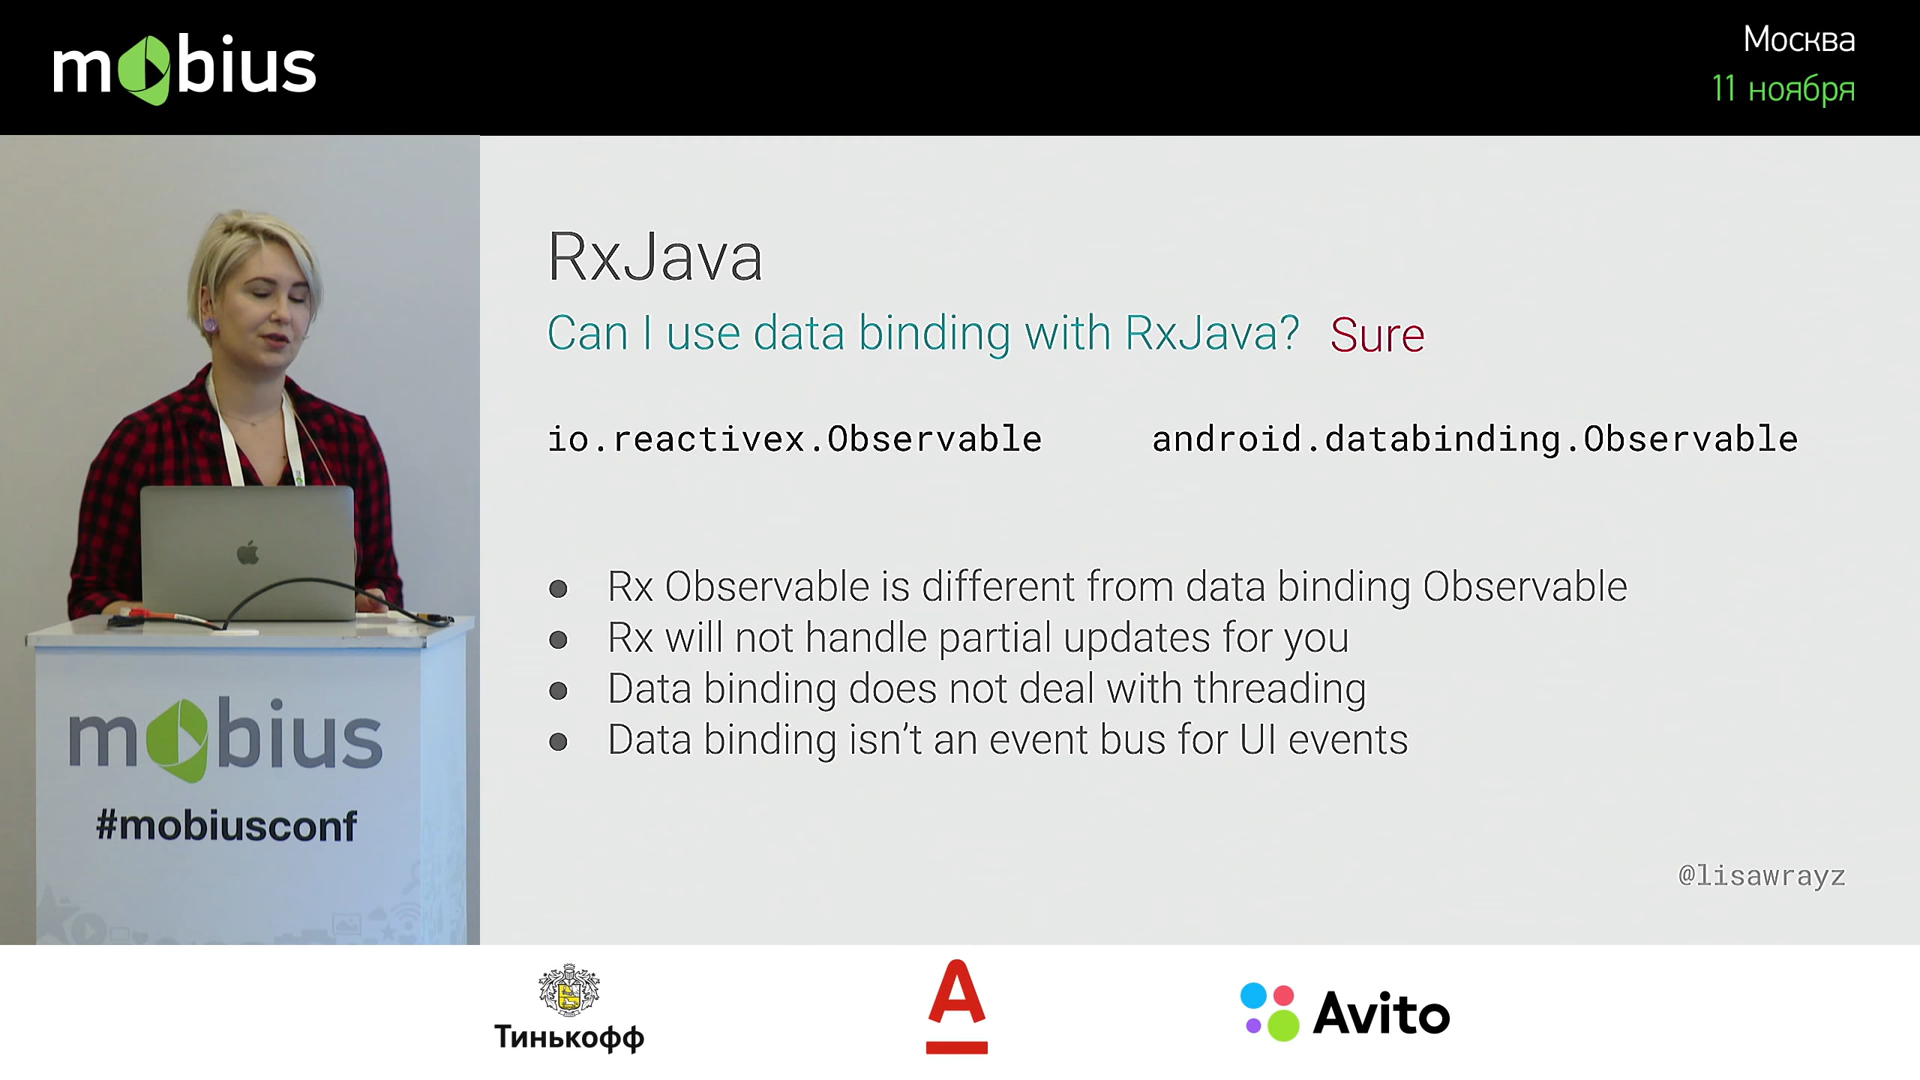 mobius
Москва
11 ноября
RxJava
Can I use data binding with RxJava? Sure
io.reactivex.Observable android.databinding.Observable
● Rx Observable is different from data binding Observable
● Rx will not handle partial updates for you
● Data binding does not deal with threading
● Data binding isn’t an event bus for UI events
@lisawrayz
mobius
#mobiusconf
Тинькофф
А
Avito